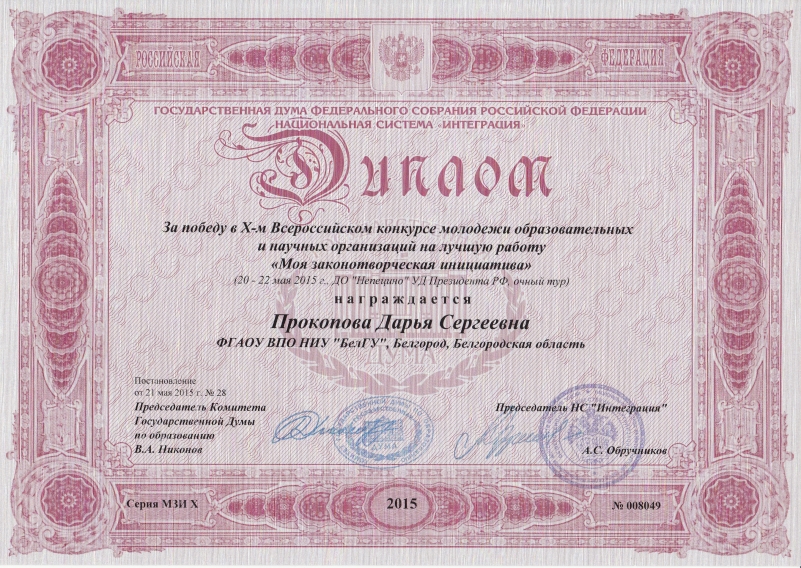 РОССИЙСКАЯ
ФЕДЕРАЦИЯ
ГОСУДАРСТВЕННАЯ ДУМА ФЕДЕРАЛЬНОГО СОБРАНИЯ РОССИЙСКОЙ ФЕДЕРАЦИИ
НАЦИОНАЛЬНАЯ СИСТЕМА «ИНТЕГРАЦИЯ»
Диплом
За победу в X-м Всероссийском конкурсе молодежи образовательных
и научных организаций на лучшую работу
«Моя законотворческая инициатива»
(20 - 22 мая 2015 г., ДО "Непецино" УД Президента РФ, очный тур)
награждается
Прокопова Дарья Сергеевна
ФГАОУ ВПО НИУ "БелГУ", Белгород, Белгородская область
ДУМА
Постановление
от 21 мая 2015 г. № 28
Председатель Комитета
Государственной Думы
по образованию
В.А. Никонов
Председатель НС "Интеграция"
А.С. Обручников
Серия МЗИ X
2015
№ 008049